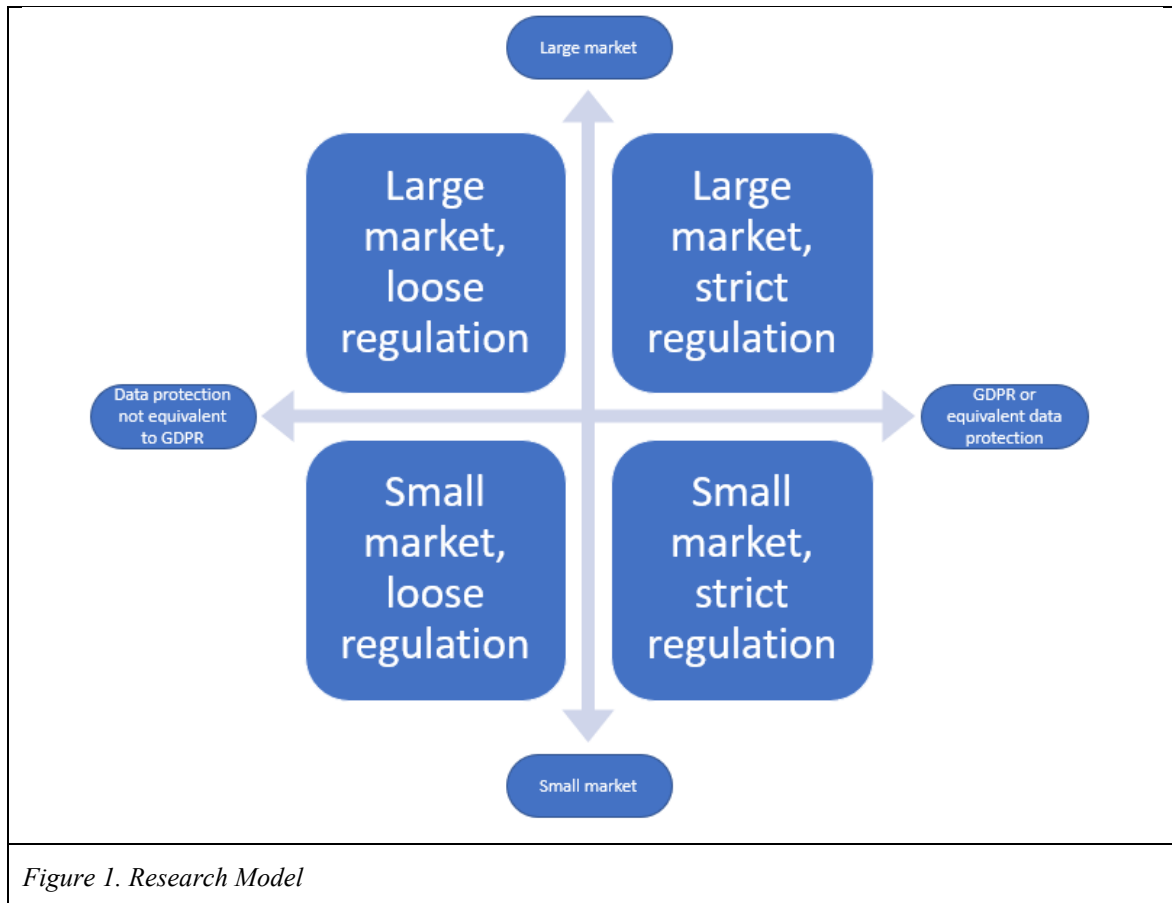 Large market
Large
market,
loose
regulation
Large
market,
strict
regulation
Data protection
not equivalent
to GDPR
GDPR or
equivalent data
protection
Small
market,
loose
regulation
Small
market,
strict
regulation
Small market
Figure 1. Research Model